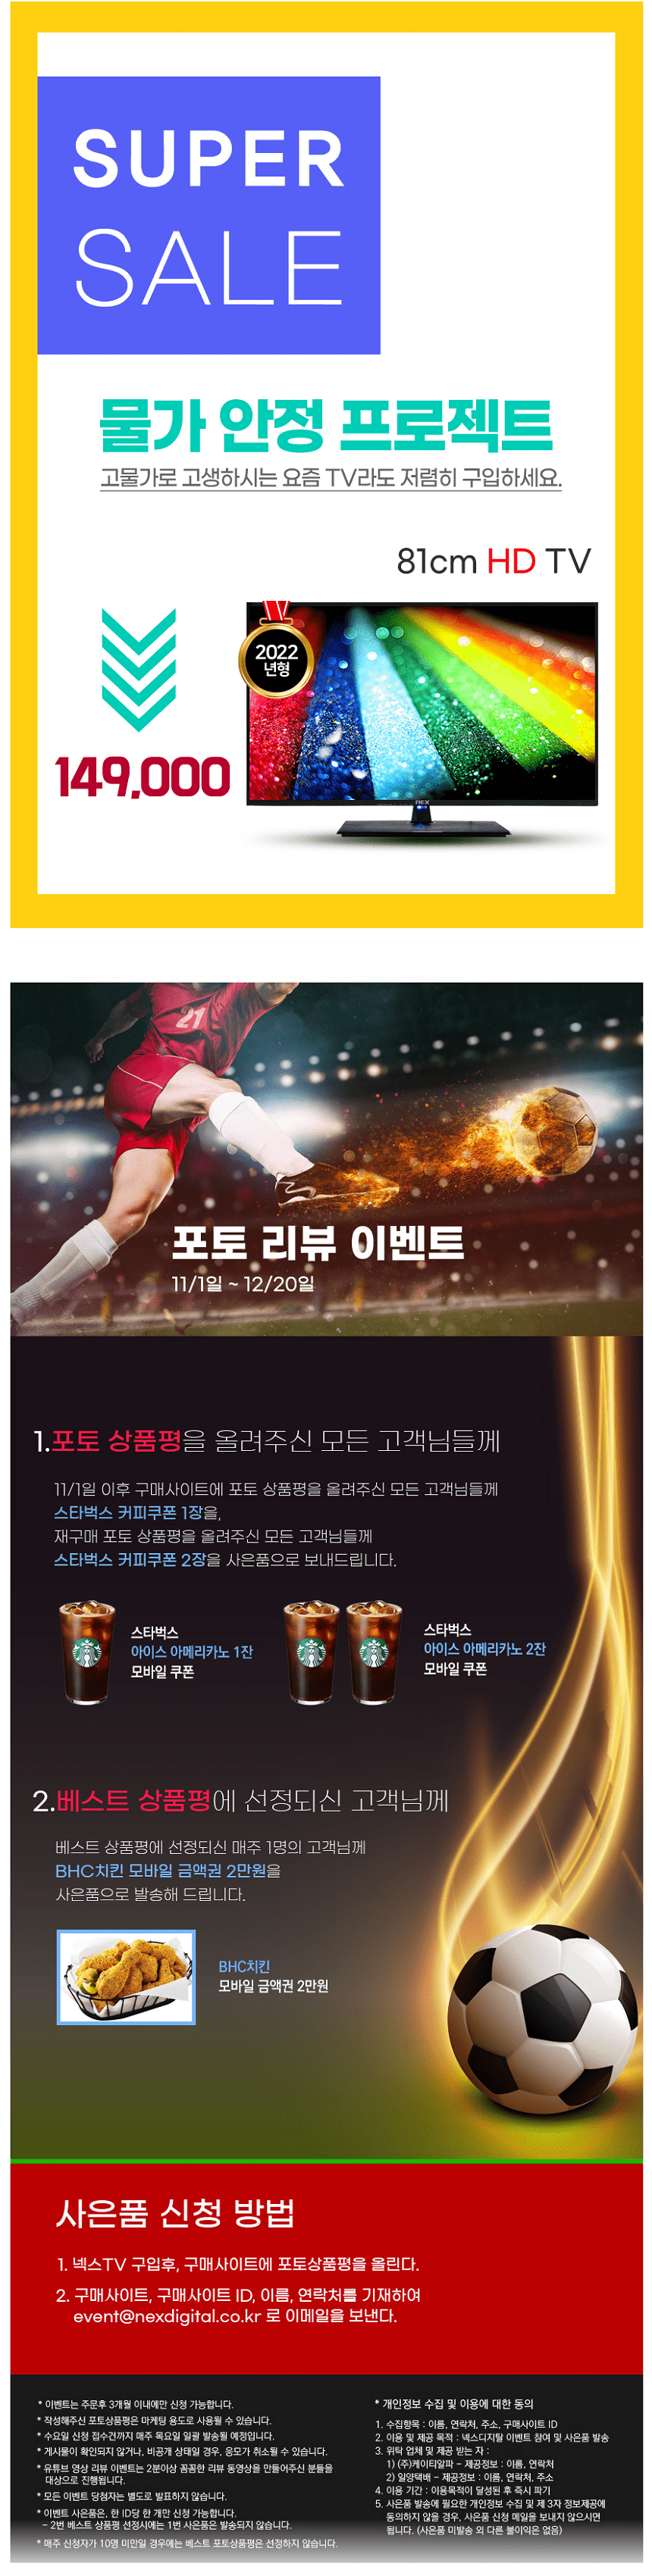 SUPER
SALE
물가 안정 프로젝트
고물가로 고생하시는 요즘 TV라도 저렴히 구입하세요.
81cm HD TV
2022
년형
149,000
nex
21
포토 리뷰 이벤트
11/1일 ~ 12/20일
1.포토 상품평을 올려주신 모든 고객님들께
11/1일 이후 구매사이트에 포토 상품평을 올려주신 모든 고객님들께
스타벅스 커피쿠폰 1장을,
재구매 포토 상품평을 올려주신 모든 고객님들께
스타벅스 커피쿠폰 2장을 사은품으로 보내드립니다.
스타벅스
아이스 아메리카노 1잔
모바일 쿠폰
스타벅스
아이스 아메리카노 2잔
모바일 쿠폰
2.베스트 상품평에 선정되신 고객님께
베스트 상품평에 선정되신 매주 1명의 고객님께
BHC치킨 모바일 금액권 2만원을
사은품으로 발송해 드립니다.
BHC치킨
모바일 금액권 2만원
사은품 신청 방법
1. 넥스TV 구입후, 구매사이트에 포토상품평을 올린다.
2. 구매사이트, 구매사이트 ID, 이름, 연락처를 기재하여
event@nexdigital.co.kr 로 이메일을 보낸다.
* 이벤트는 주문후 3개월 이내에만 신청 가능합니다.
* 작성해주신 포토상품평은 마케팅 용도로 사용될 수 있습니다.
* 수요일 신청 접수건까지 매주 목요일 일괄 발송될 예정입니다.
* 게시물이 확인되지 않거나, 비공개 상태일 경우, 응모가 취소될 수 있습니다.
* 유튜브 영상 리뷰 이벤트는 2분이상 꼼꼼한 리뷰 동영상을 만들어주신 분들을
대상으로 진행됩니다.
* 모든 이벤트 당첨자는 별도로 발표하지 않습니다.
* 이벤트 사은품은, 한 ID당 한 개만 신청 가능합니다.
- 2번 베스트 상품평 선정시에는 1번 사은품은 발송되지 않습니다.
* 매주 신청자가 10명 미만일 경우에는 베스트 포토상품평은 선정하지 않습니다.
* 개인정보 수집 및 이용에 대한 동의
1. 수집항목 : 이름, 연락처, 주소, 구매사이트 ID
2. 이용 및 제공 목적 : 넥스디지탈 이벤트 참여 및 사은품 발송
3. 위탁 업체 및 제공 받는 자 :
1) (주)케이티알파 - 제공정보 : 이름, 연락처
2) 일양택배 - 제공정보 : 이름, 연락처, 주소
4. 이용 기간 : 이용목적이 달성된 후 즉시 파기
5. 사은품 발송에 필요한 개인정보 수집 및 제 3자 정보제공에
동의하지 않을 경우, 사은품 신청 메일을 보내지 않으시면
됩니다. (사은품 미발송 외 다른 불이익은 없음)